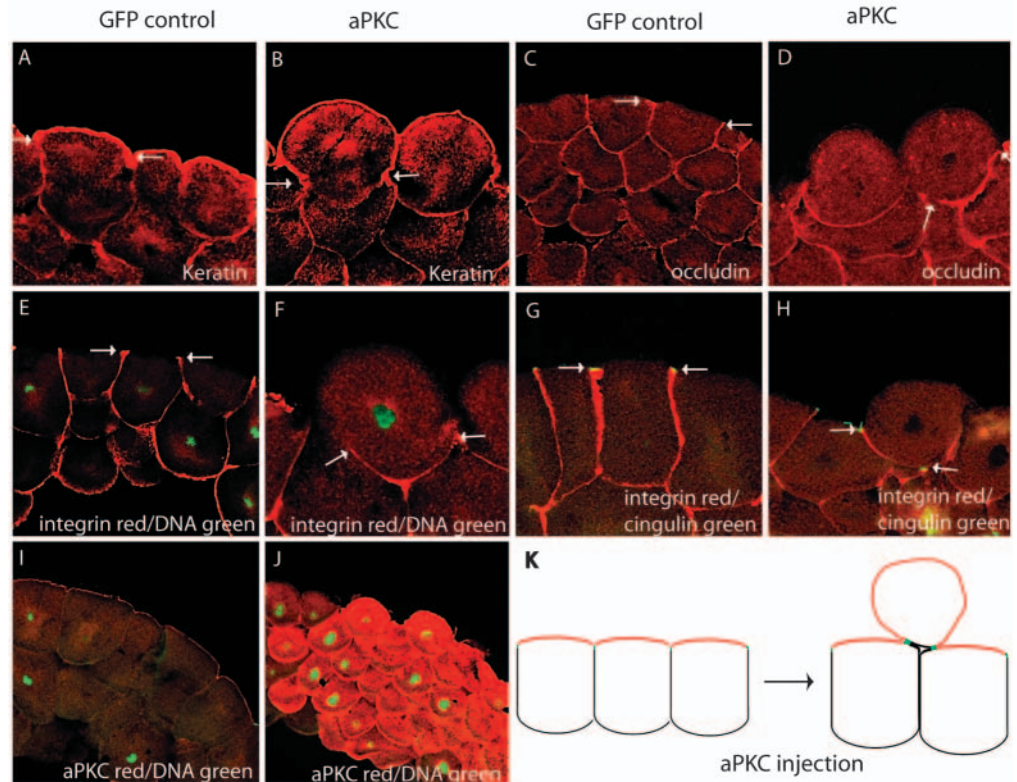 GFP control aPKC GFP control aPKC
A B C D
Keratin Keratin occludin occludin
E F G H
integrin red/DNA green integrin red/DNA green integrin red/ integrin red/
cingulin green cingulin green
I J K
aPKC red/DNA green aPKC red/DNA green aPKC injection